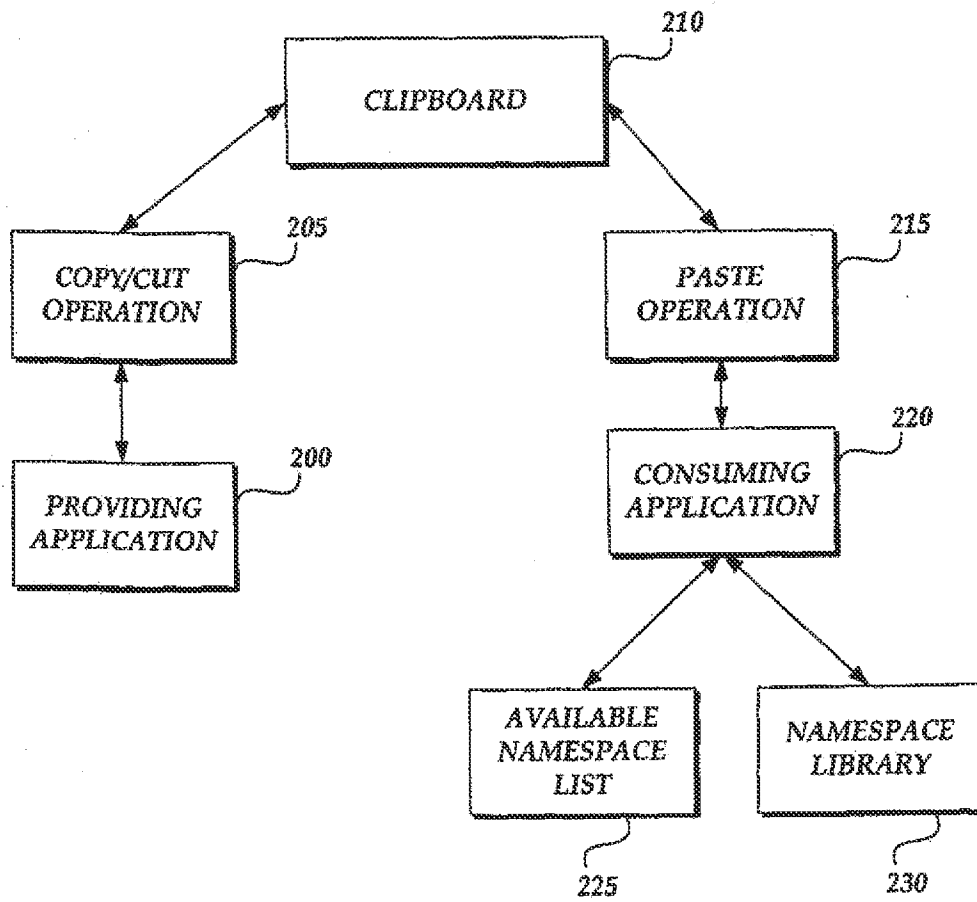 210
CLIPBOARD
205
215
COPY/CUT
OPERATION
PASTE
OPERATION
200
220
PROVIDING
APPLICATION
CONSUMING
APPLICATION
AVAILABLE
NAMESPACE
LIST
NAMESPACE
LIBRARY
225
230